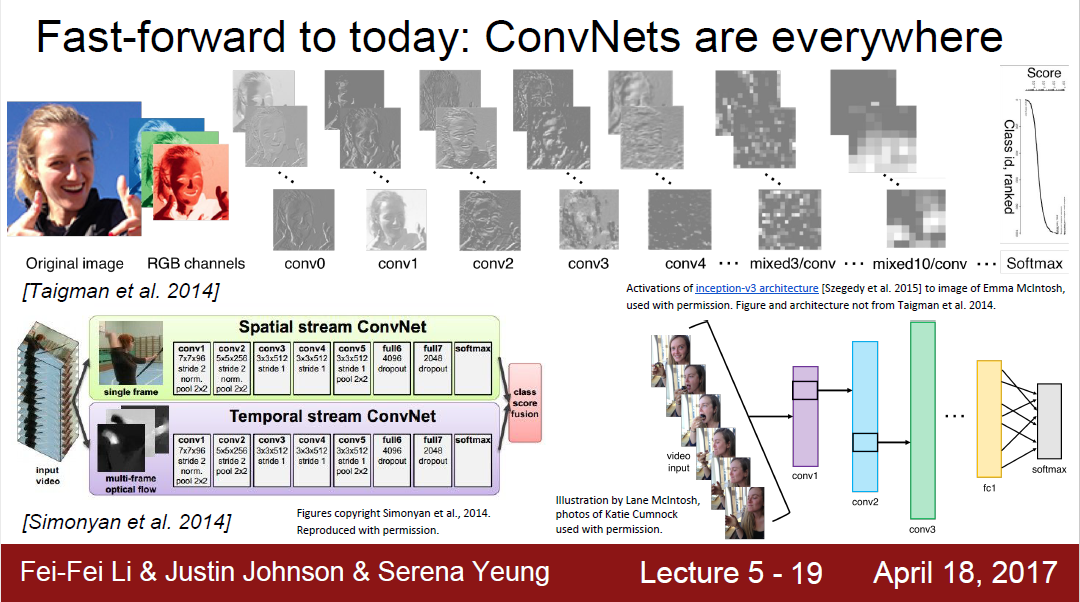 Fast-forward to today: ConvNets are everywhere
Score
Class id, ranked
Original image
RGB channels
conv0
conv1
conv2
conv3
conv4
...
mixed3/conv
...
mixed10/conv
...
Softmax
[Taigman et al. 2014]
Activations of inception-v3 architecture [Szegedy et al. 2015] to image of Emma McIntosh,
used with permission. Figure and architecture not from Taigman et al. 2014.
Spatial stream ConvNet
conv1
7x7x96
stride 2
norm.
pool 2x2
conv2
5x5x256
stride 2
norm.
pool 2x2
conv3
3x3x512
stride 1
conv4
3x3x512
stride 1
conv5
3x3x512
stride 1
pool 2x2
full6
4096
dropout
full7
2048
dropout
softmax
single frame
Temporal stream ConvNet
conv1
7x7x96
stride 2
norm.
pool 2x2
conv2
5x5x256
stride 2
pool 2x2
conv3
3x3x512
stride 1
conv4
3x3x512
stride 1
conv5
3x3x512
stride 1
pool 2x2
full6
4096
dropout
full7
2048
dropout
softmax
multi-frame
optical flow
input
video
class
score
fusion
[Simonyan et al. 2014]
Figures copyright Simonyan et al., 2014.
Reproduced with permission.
video
input
conv1
conv2
conv3
...
fc1
softmax
Illustration by Lane McIntosh,
photos of Katie Cumnock
used with permission.
Fei-Fei Li & Justin Johnson & Serena Yeung
Lecture 5 - 19
April 18, 2017